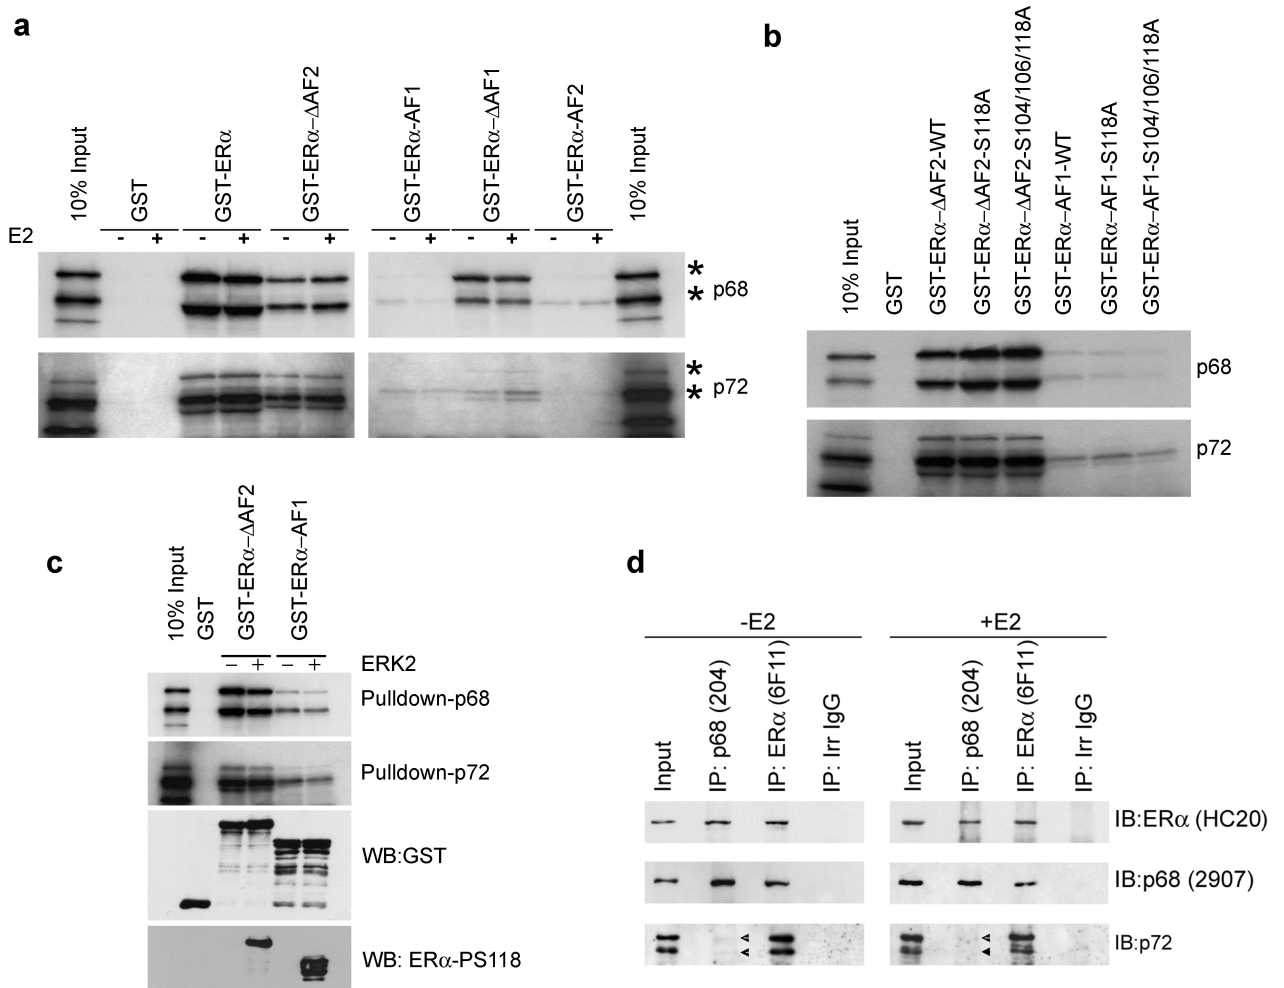 a
10% Input
GST
GST-ERα
GST-ERα–ΔAF2
GST-ERα-AF1
GST-ERα–ΔAF1
GST-ERα-AF2
10% Input
E2 - + - + - + - + - + - +
*
* p68
*
* p72
b
10% Input
GST
GST-ERα–ΔAF2-WT
GST-ERα–ΔAF2-S118A
GST-ERα–ΔAF2-S104/106/118A
GST-ERα–AF1-WT
GST-ERα–AF1-S118A
GST-ERα–AF1-S104/106/118A
p68
p72
c
10% Input
GST
GST-ERα–ΔAF2
GST-ERα–AF1
– + – + ERK2
Pulldown-p68
Pulldown-p72
WB:GST
WB: ERα-PS118
d
-E2
+E2
Input
IP: p68 (204)
IP: ERα (6F11)
IP: Irr IgG
Input
IP: p68 (204)
IP: ERα (6F11)
IP: Irr IgG
IB:ERα (HC20)
IB:p68 (2907)
IB:p72